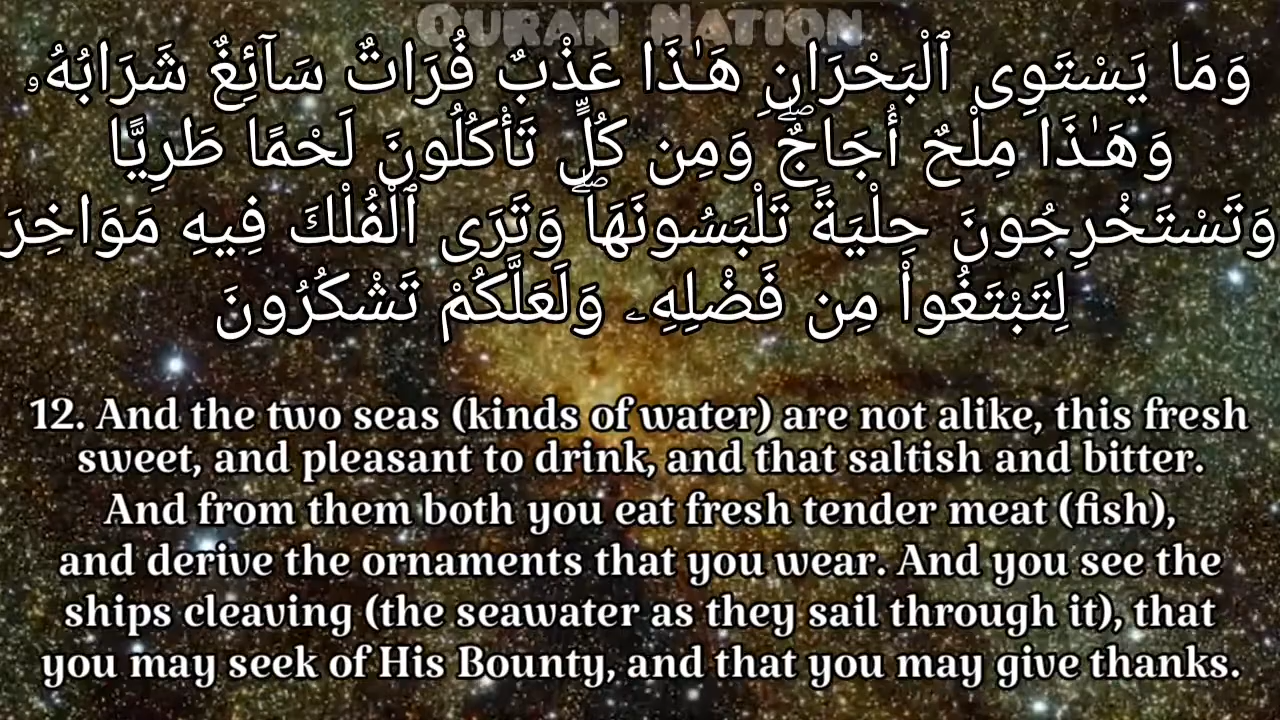 QURAN NATION
وَمَا يَسْتَوِى ٱلْبَحْرَانِ هَـٰذَا عَذْبٌ فُرَاتٌ سَآئِغٌ شَرَابُهُۥ
وَهَـٰذَا مِلْحٌ أُجَاجٌۖ وَمِن كُلٍّ تَأْكُلُونَ لَحْمًا طَرِيًّا
وَتَسْتَخْرِجُونَ حِلْيَةً تَلْبَسُونَهَاۖ وَتَرَى ٱلْفُلْكَ فِيهِ مَوَاخِرَ
لِتَبْتَغُوا۟ مِن فَضْلِهِۦ وَلَعَلَّكُمْ تَشْكُرُونَ
12. And the two seas (kinds of water) are not alike, this fresh
sweet, and pleasant to drink, and that saltish and bitter.
And from them both you eat fresh tender meat (fish),
and derive the ornaments that you wear. And you see the
ships cleaving (the seawater as they sail through it), that
you may seek of His Bounty, and that you may give thanks.